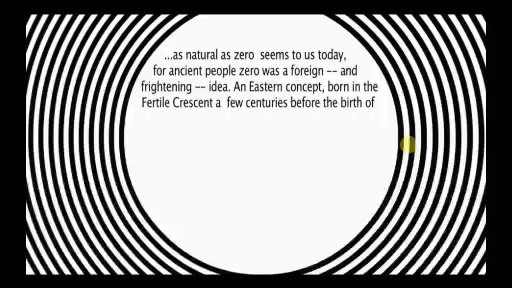 ...as natural as zero  seems to us today,
for ancient people zero was a foreign -- and
frightening -- idea. An Eastern concept, born in the
Fertile Crescent a  few centuries before the birth of